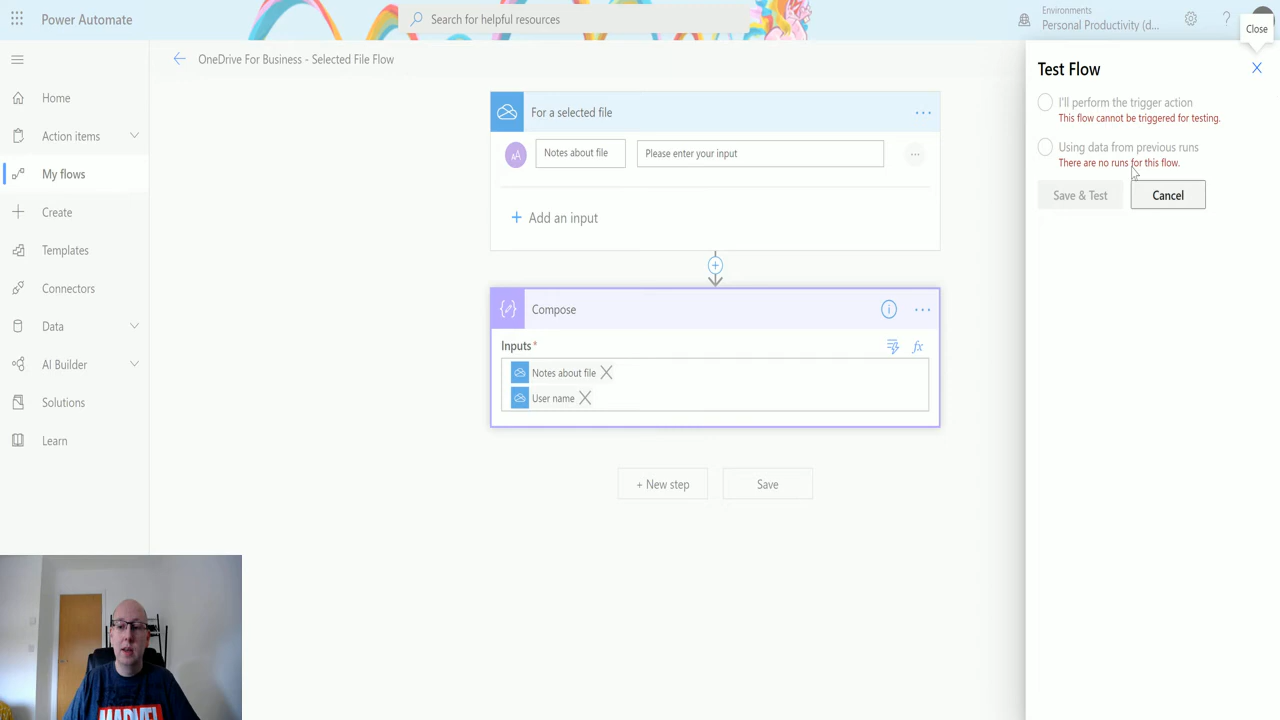 Power Automate
Search for helpful resources
Environments
Personal Productivity (d...
?
Close
OneDrive For Business - Selected File Flow
Home
Action items
My flows
Create
Templates
Connectors
Data
AI Builder
Solutions
Learn
For a selected file
...
AA
Notes about file
Please enter your input
...
+ Add an input
Compose
...
Inputs*
fx
Notes about file
User name
+ New step
Save
Test Flow
I'll perform the trigger action
This flow cannot be triggered for testing.
Using data from previous runs
There are no runs for this flow.
Save & Test
Cancel
MARVEL